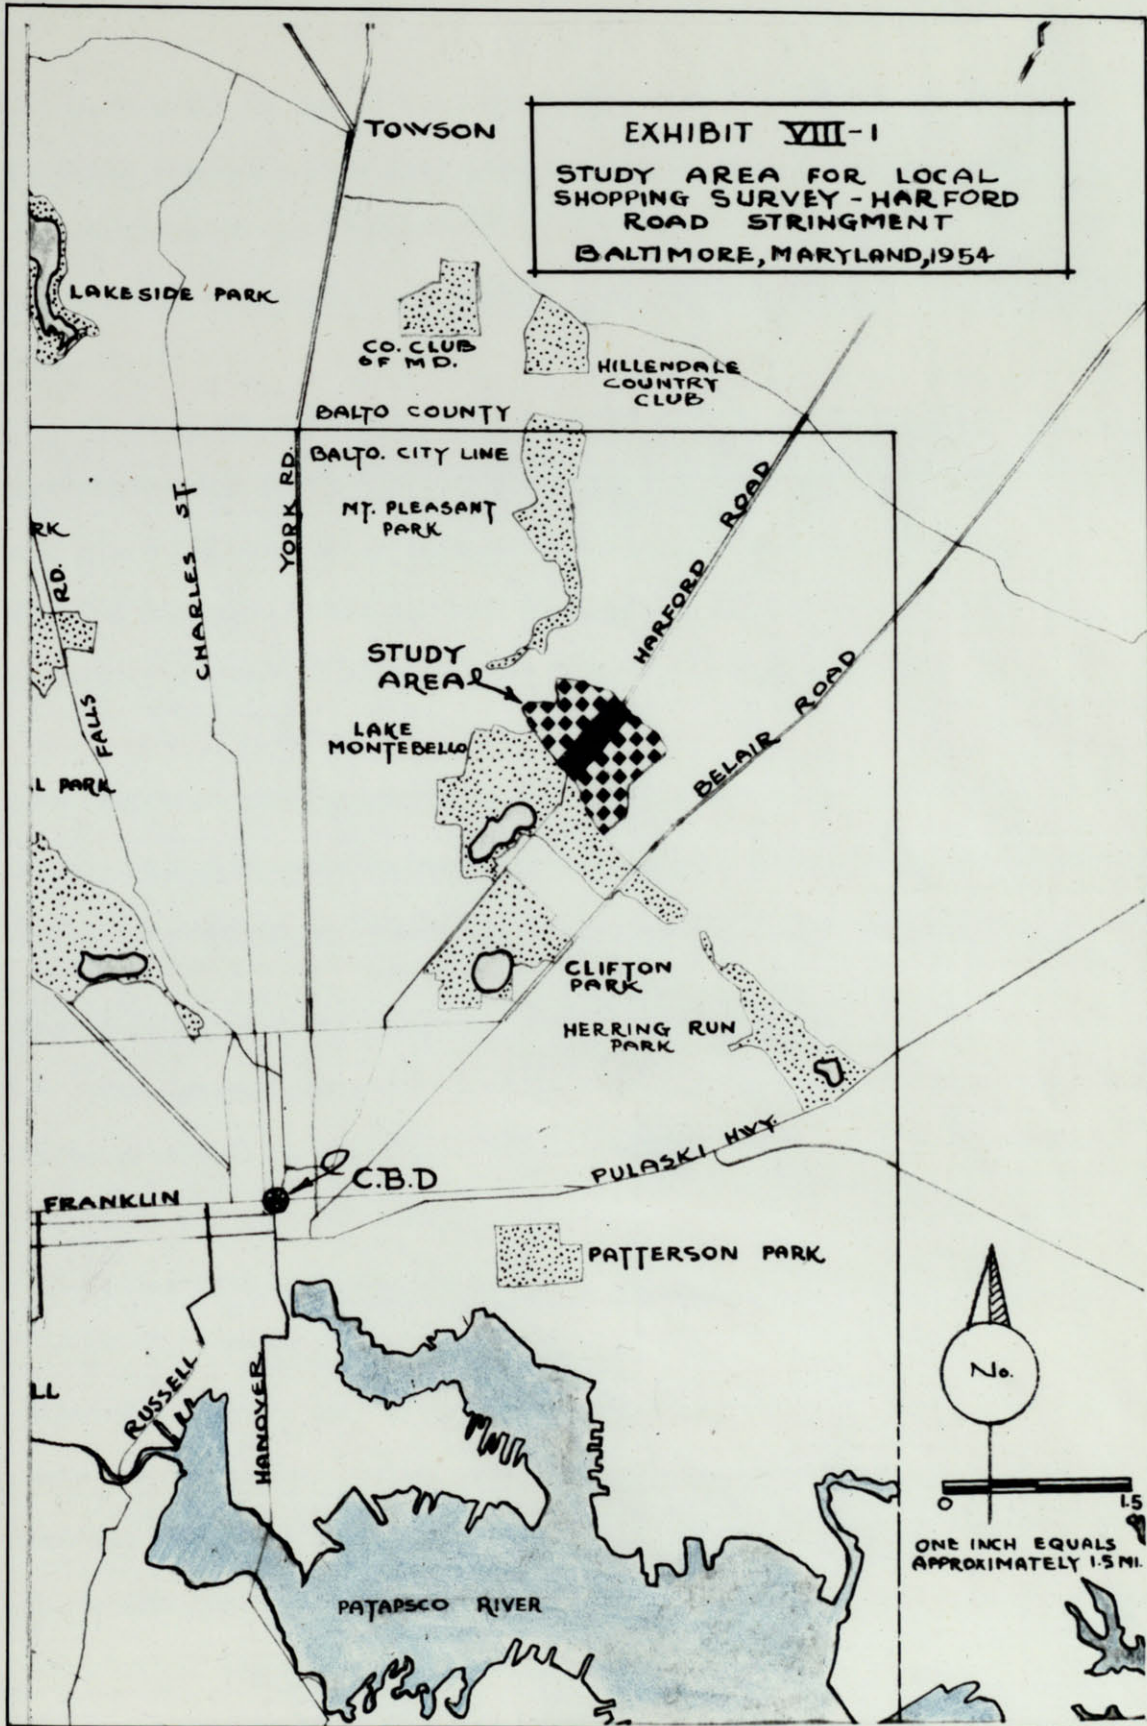 TOWSON
EXHIBIT VIII-1
STUDY AREA FOR LOCAL
SHOPPING SURVEY - HARFORD
ROAD STRINGMENT
BALTIMORE, MARYLAND, 1954
LAKESIDE PARK
CO. CLUB
OF MD.
HILLENDALE
COUNTRY
CLUB
BALTO COUNTY
BALTO. CITY LINE
YORK RD.
CHARLES ST.
MT. PLEASANT
PARK
HARFORD ROAD
RK
FALLS RD.
STUDY
AREA
LAKE
MONTEBELLO
BELAIR ROAD
L PARK
CLIFTON
PARK
HERRING RUN
PARK
PULASKI HWY.
C.B.D
FRANKLIN
PATTERSON PARK
No.
RUSSELL
HANOVER
LL
0 1.5
ONE INCH EQUALS
APPROXIMATELY 1.5 MI.
PATAPSCO RIVER